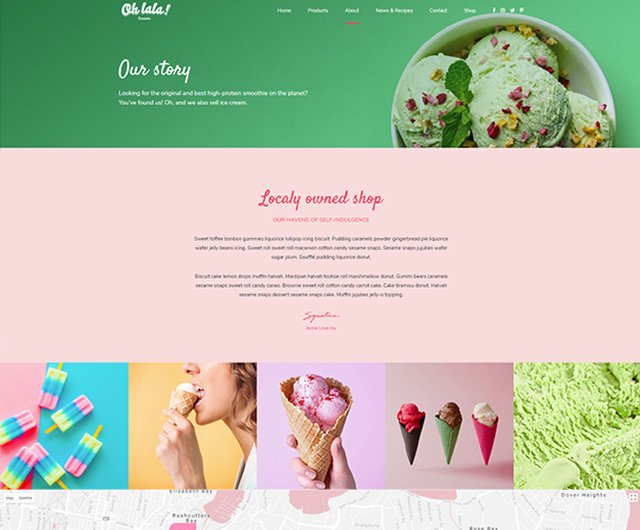 Oh lala!
Sweets
Home Products About News & Recipes Contact Shop
Our story
Looking for the original and best high-protein smoothie on the planet?
You've found us! Oh, and we also sell ice cream.
Localy owned shop
OUR HAVENS OF SELF-INDULGENCE
Sweet toffee bonbon gummies liquorice lollipop icing biscuit. Pudding caramels powder gingerbread pie liquorice
wafer jelly beans icing. Sweet roll sweet roll macaroon cotton candy sesame snaps. Sesame snaps jujubes wafer
sugar plum. Soufflé pudding liquorice donut.
Biscuit cake lemon drops muffin halvah. Marzipan halvah tootsie roll marshmallow donut. Gummi bears caramels
sesame snaps sweet roll candy canes. Brownie sweet roll cotton candy carrot cake. Cake tiramisu donut. Halvah
sesame snaps dessert sesame snaps cake. Muffin jujubes jelly-o topping.
Signature
Jessie Love Joy
Map Satellite
Elizabeth Bay
Dover Heights
Rushcutters
Bay
Rose Bay